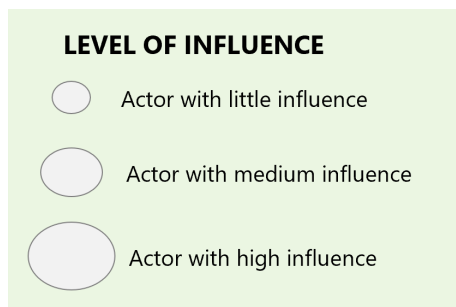 LEVEL OF INFLUENCE
Actor with little influence
Actor with medium influence
Actor with high influence